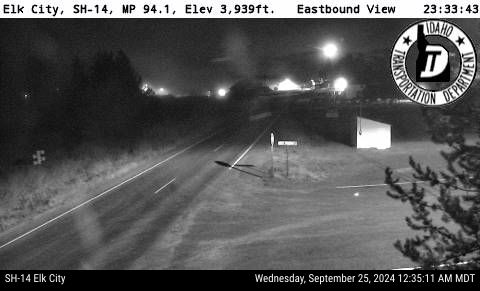 Elk City, SH-14, MP 94.1, Elev 3,939ft. Eastbound View 23:33:43
IDAHO
TRANSPORTATION DEPARTMENT
SH-14 Elk City Wednesday, September 25, 2024 12:35:11 AM MDT